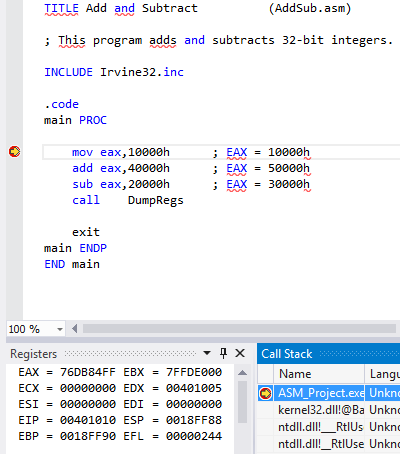 TITLE Add and Subtract (AddSub.asm)
; This program adds and subtracts 32-bit integers.
INCLUDE Irvine32.inc
.code
main PROC
mov eax,10000h ; EAX = 10000h
add eax,40000h ; EAX = 50000h
sub eax,20000h ; EAX = 30000h
call DumpRegs
exit
main ENDP
END main
100 %
Registers
EAX = 76DB84FF EBX = 7FFDE000
ECX = 00000000 EDX = 00401005
ESI = 00000000 EDI = 00000000
EIP = 00401010 ESP = 0018FF88
EBP = 0018FF90 EFL = 00000244
Call Stack
Name Langu
ASM_Project.exe Unkno
kernel32.dll!@Ba Unkno
ntdll.dll!___RtlUs Unkno
ntdll.dll!__RtlUse Unkno